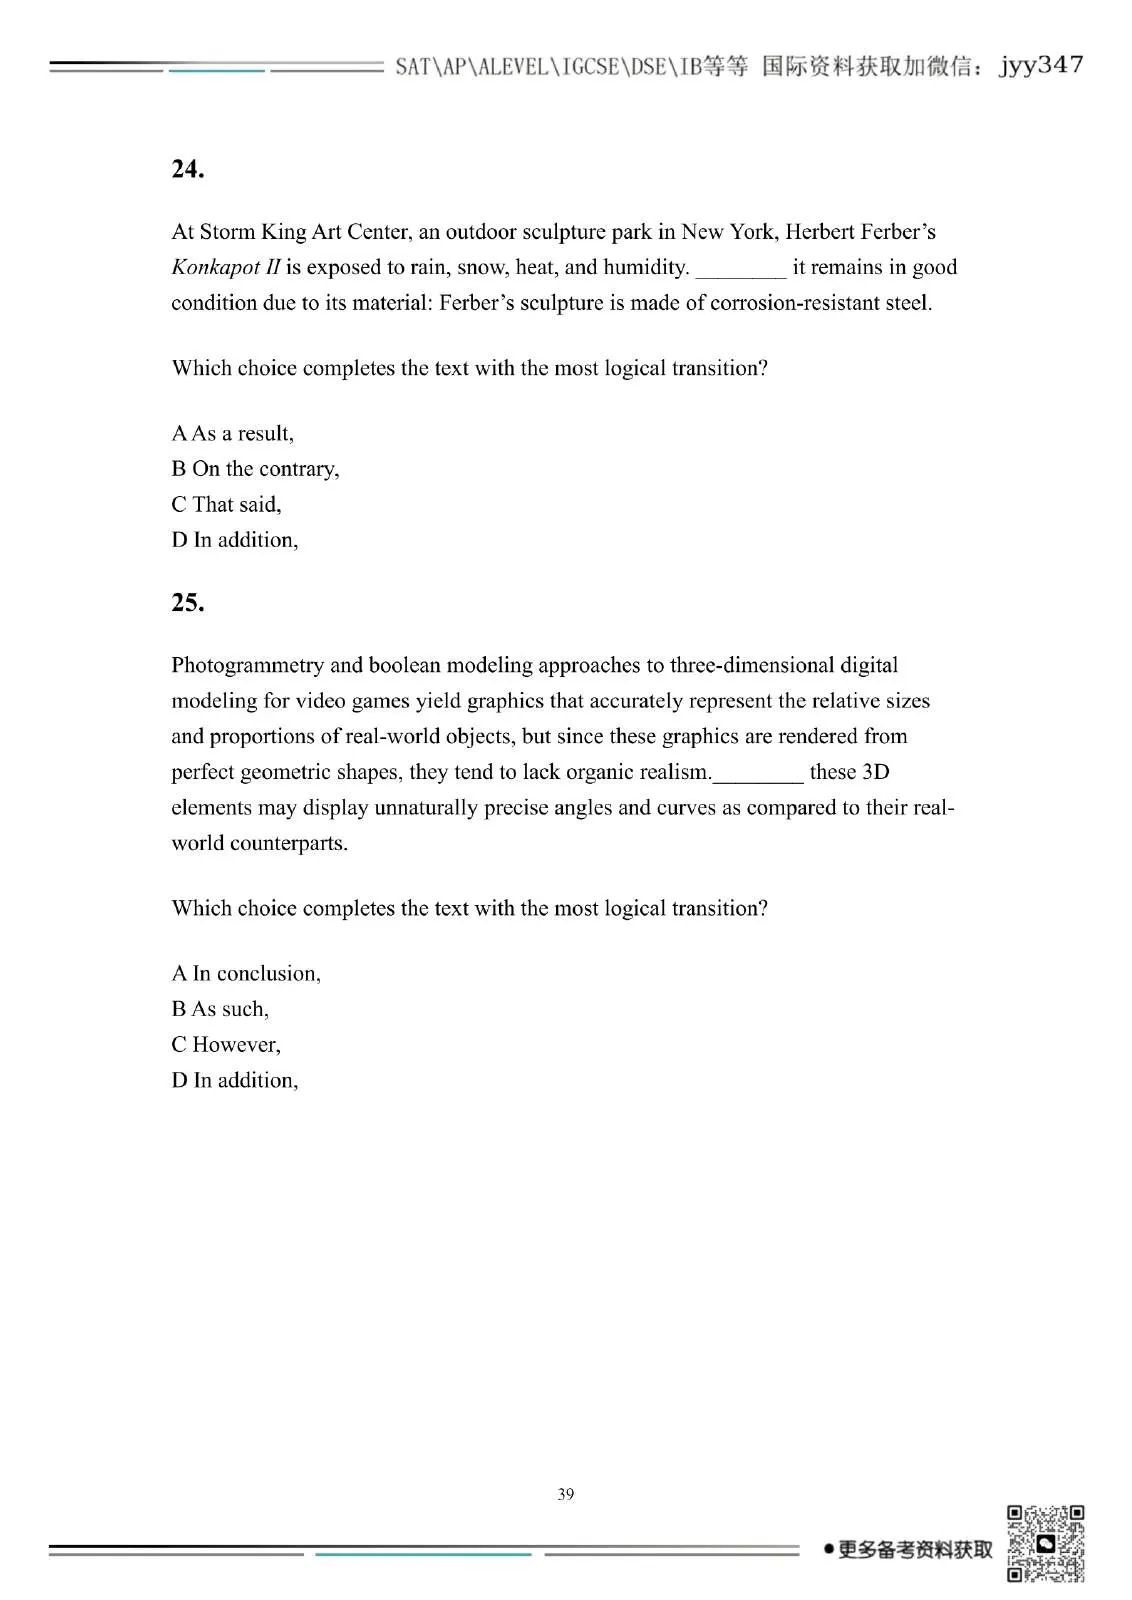 SAT\AP\ALEVEL\IGCSE\DSE\IB等等 国际资料获取加微信： jyy347
24.
At Storm King Art Center, an outdoor sculpture park in New York, Herbert Ferber’s
Konkapot II is exposed to rain, snow, heat, and humidity. ________ it remains in good
condition due to its material: Ferber’s sculpture is made of corrosion-resistant steel.
Which choice completes the text with the most logical transition?
A As a result,
B On the contrary,
C That said,
D In addition,
25.
Photogrammetry and boolean modeling approaches to three-dimensional digital
modeling for video games yield graphics that accurately represent the relative sizes
and proportions of real-world objects, but since these graphics are rendered from
perfect geometric shapes, they tend to lack organic realism.________ these 3D
elements may display unnaturally precise angles and curves as compared to their real-
world counterparts.
Which choice completes the text with the most logical transition?
A In conclusion,
B As such,
C However,
D In addition,
39
●更多备考资料获取